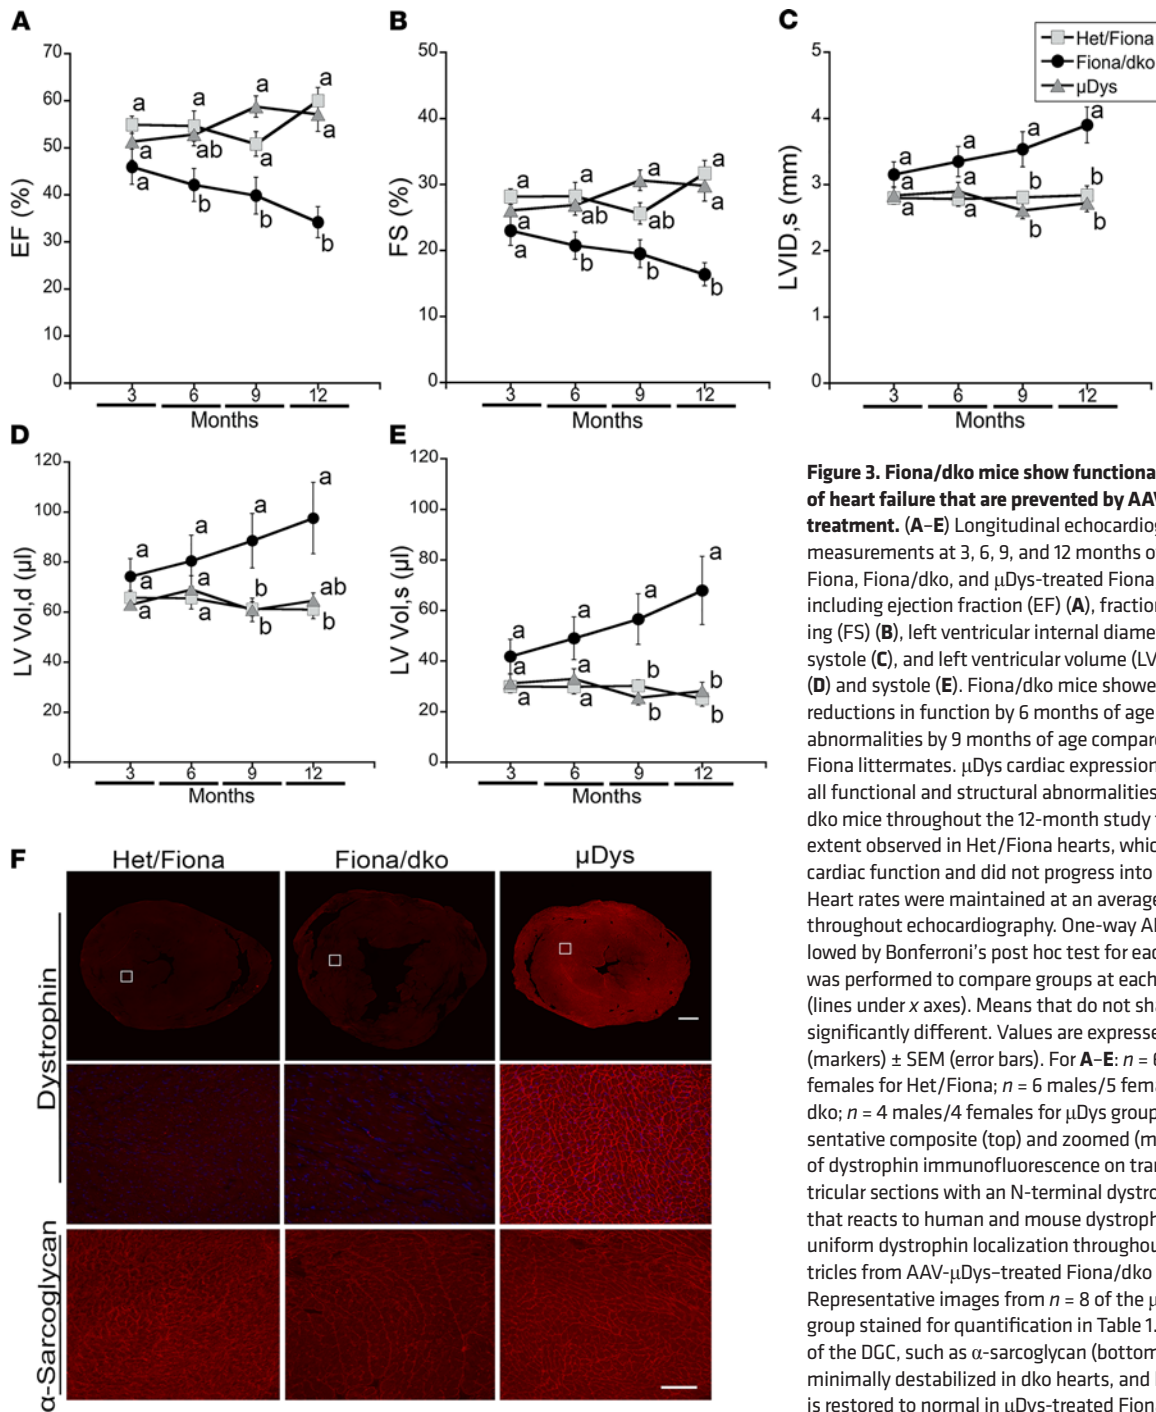 A
70
60
50
40
30
20
10
0
EF (%)
a a a a
a ab a a
a b b b
3 6 9 12
Months
B
50
40
30
20
10
0
FS (%)
a a a a
a ab ab a
a b b b
3 6 9 12
Months
C
5
4
3
2
1
0
LVID,s (mm)
Het/Fiona
Fiona/dko
μDys
a a a a
a a b b
a a b b
3 6 9 12
Months
D
120
100
80
60
40
20
0
LV Vol,d (μl)
a a a a
a a b ab
a a b b
3 6 9 12
Months
E
120
100
80
60
40
20
0
LV Vol,s (μl)
a a a a
a a b b
a a b b
3 6 9 12
Months
F
Het/Fiona Fiona/dko μDys
Dystrophin
α-Sarcoglycan
Figure 3. Fiona/dko mice show functiona
of heart failure that are prevented by AAV
treatment. (A–E) Longitudinal echocardiog
measurements at 3, 6, 9, and 12 months o
Fiona, Fiona/dko, and μDys-treated Fiona
including ejection fraction (EF) (A), fraction
ing (FS) (B), left ventricular internal diame
systole (C), and left ventricular volume (LV
(D) and systole (E). Fiona/dko mice showe
reductions in function by 6 months of age
abnormalities by 9 months of age compare
Fiona littermates. μDys cardiac expression
all functional and structural abnormalities
dko mice throughout the 12-month study
extent observed in Het/Fiona hearts, which
cardiac function and did not progress into
Heart rates were maintained at an average
throughout echocardiography. One-way A
lowed by Bonferroni’s post hoc test for eac
was performed to compare groups at each
(lines under x axes). Means that do not sha
significantly different. Values are expresse
(markers) ± SEM (error bars). For A–E: n = 6
females for Het/Fiona; n = 6 males/5 fema
dko; n = 4 males/4 females for μDys group
sentative composite (top) and zoomed (m
of dystrophin immunofluorescence on tran
tricular sections with an N-terminal dystro
that reacts to human and mouse dystroph
uniform dystrophin localization throughou
tricles from AAV-μDys–treated Fiona/dko
Representative images from n = 8 of the μ
group stained for quantification in Table 1.
of the DGC, such as α-sarcoglycan (bottom
minimally destabilized in dko hearts, and
is restored to normal in μDys-treated Fion